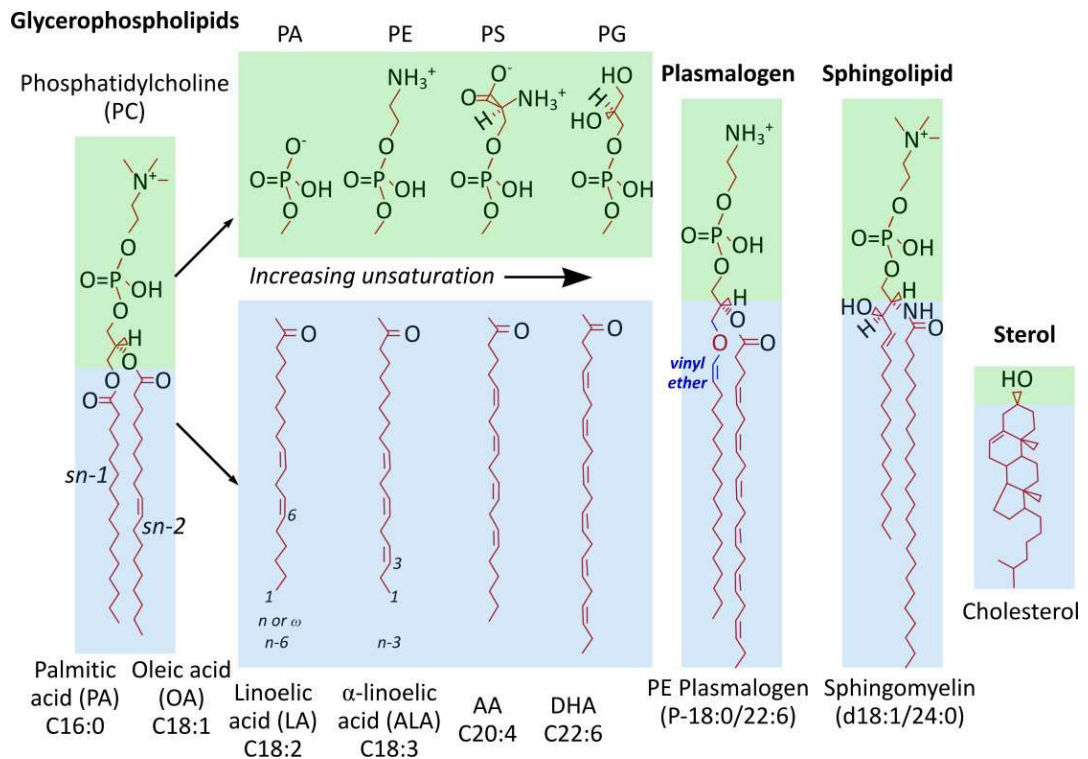 Glycerophospholipids
Phosphatidylcholine
(PC)
N+
O
O=P
OH
O
H
O
O
O
O
sn-1
sn-2
Palmitic
acid (PA)
C16:0
Oleic acid
(OA)
C18:1
PA
PE
PS
PG
O-
O=P
OH
O
NH3+
O
O=P
OH
O
O-
O
NH3+
H
O
O=P
OH
O
HO
H
HO
O
O=P
OH
O
Increasing unsaturation
O
O
O
O
6
3
1
1
n or ω
n-6
n-3
Linoelic
acid (LA)
C18:2
α-linoelic
acid (ALA)
C18:3
AA
C20:4
DHA
C22:6
Plasmalogen
NH3+
O
O=P
OH
O
H
O
O
O
vinyl
ether
PE Plasmalogen
(P-18:0/22:6)
Sphingolipid
N+
O
O=P
OH
O
H
HO
NH
H
O
Sphingomyelin
(d18:1/24:0)
Sterol
HO
Cholesterol